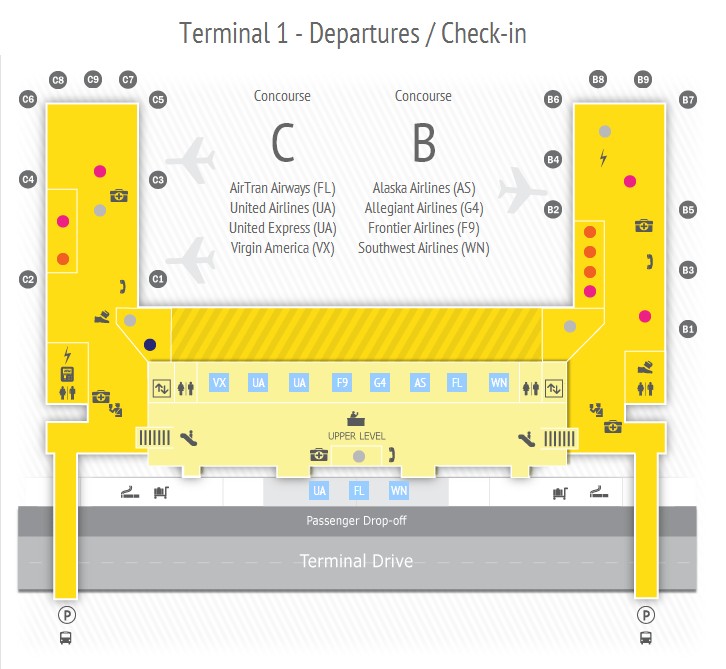 Terminal 1 - Departures / Check-in
C8
C9
C7
B8
B9
C6
C5
Concourse
Concourse
B6
B7
C
B
C4
C3
B4
AirTran Airways (FL)
Alaska Airlines (AS)
United Airlines (UA)
Allegiant Airlines (G4)
B2
B5
United Express (UA)
Frontier Airlines (F9)
Virgin America (VX)
Southwest Airlines (WN)
C2
C1
B3
B1
VX
UA
UA
F9
G4
AS
FL
WN
UPPER LEVEL
UA
FL
WN
Passenger Drop-off
Terminal Drive
P
P